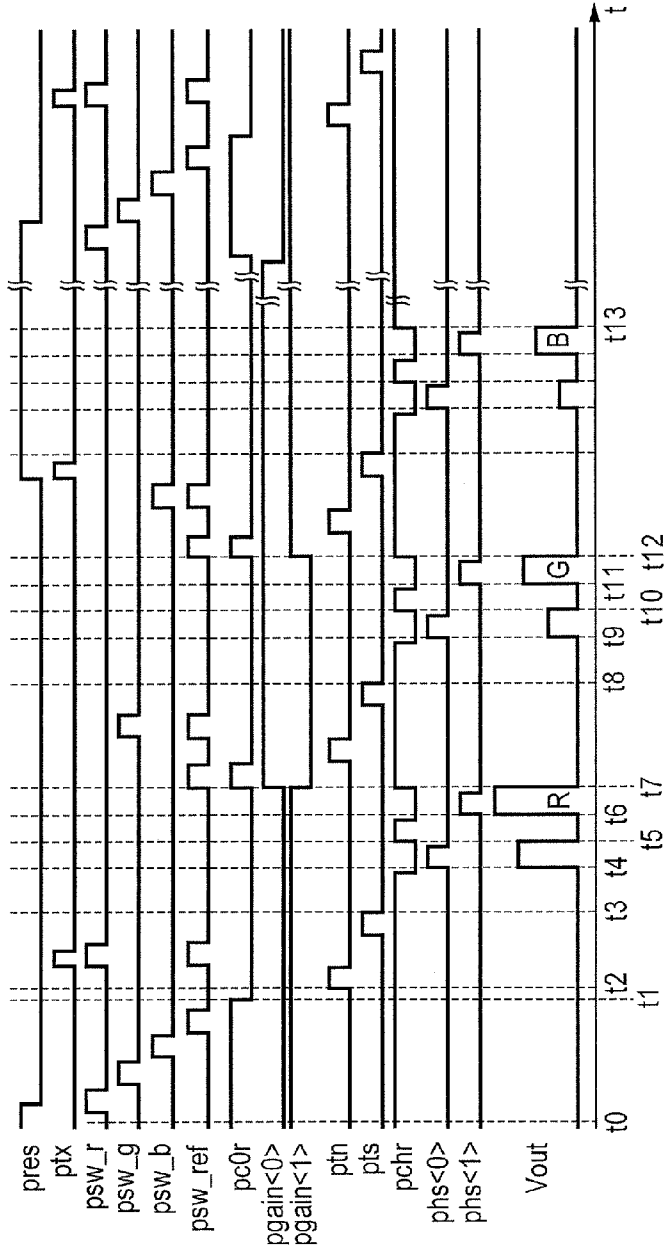 pres
ptx
psw_r
psw_g
psw_b
psw_ref
pc0r
pgain<0>
pgain<1>
ptn
pts
pchr
phs<0>
phs<1>
Vout
R
G
B
t0
t1
t2
t3
t4
t5
t6
t7
t8
t9
t10
t11
t12
t13
t